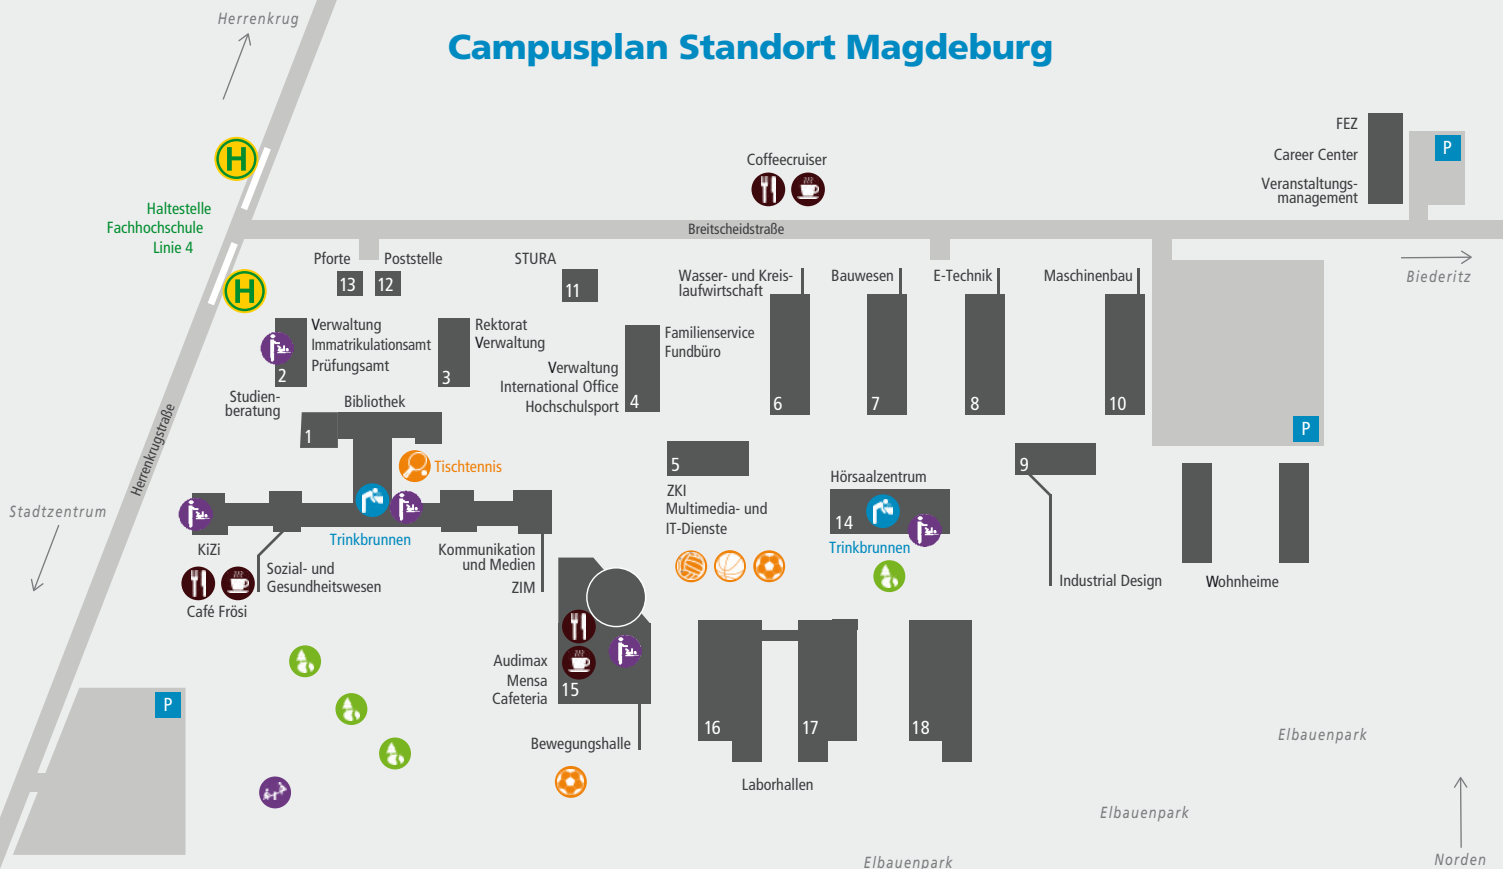 Herrenkrug
Campusplan Standort Magdeburg
FEZ
P
H
Coffeecruiser
Career Center
Veranstaltungs-
management
Haltestelle
Fachhochschule
Linie 4
Breitscheidstraße
Pforte
Poststelle
STURA
Wasser- und Kreis-
laufwirtschaft
Bauwesen
E-Technik
Maschinenbau
Biederitz
H
13
12
11
Verwaltung
Immatrikulationsamt
Prüfungsamt
2
Rektorat
Verwaltung
3
Familienservice
Fundbüro
Verwaltung
International Office
Hochschulsport
4
6
7
8
10
P
Studien-
beratung
Bibliothek
1
Herrenkrugstraße
Tischtennis
5
ZKI
Multimedia- und
IT-Dienste
Hörsaalzentrum
14
Trinkbrunnen
9
Industrial Design
Wohnheime
Stadtzentrum
KiZi
Trinkbrunnen
Kommunikation
und Medien
ZIM
Sozial- und
Gesundheitswesen
Café Frösi
Audimax
Mensa
Cafeteria
15
P
16
17
18
Bewegungshalle
Laborhallen
Elbauenpark
Elbauenpark
Elbauenpark
Norden